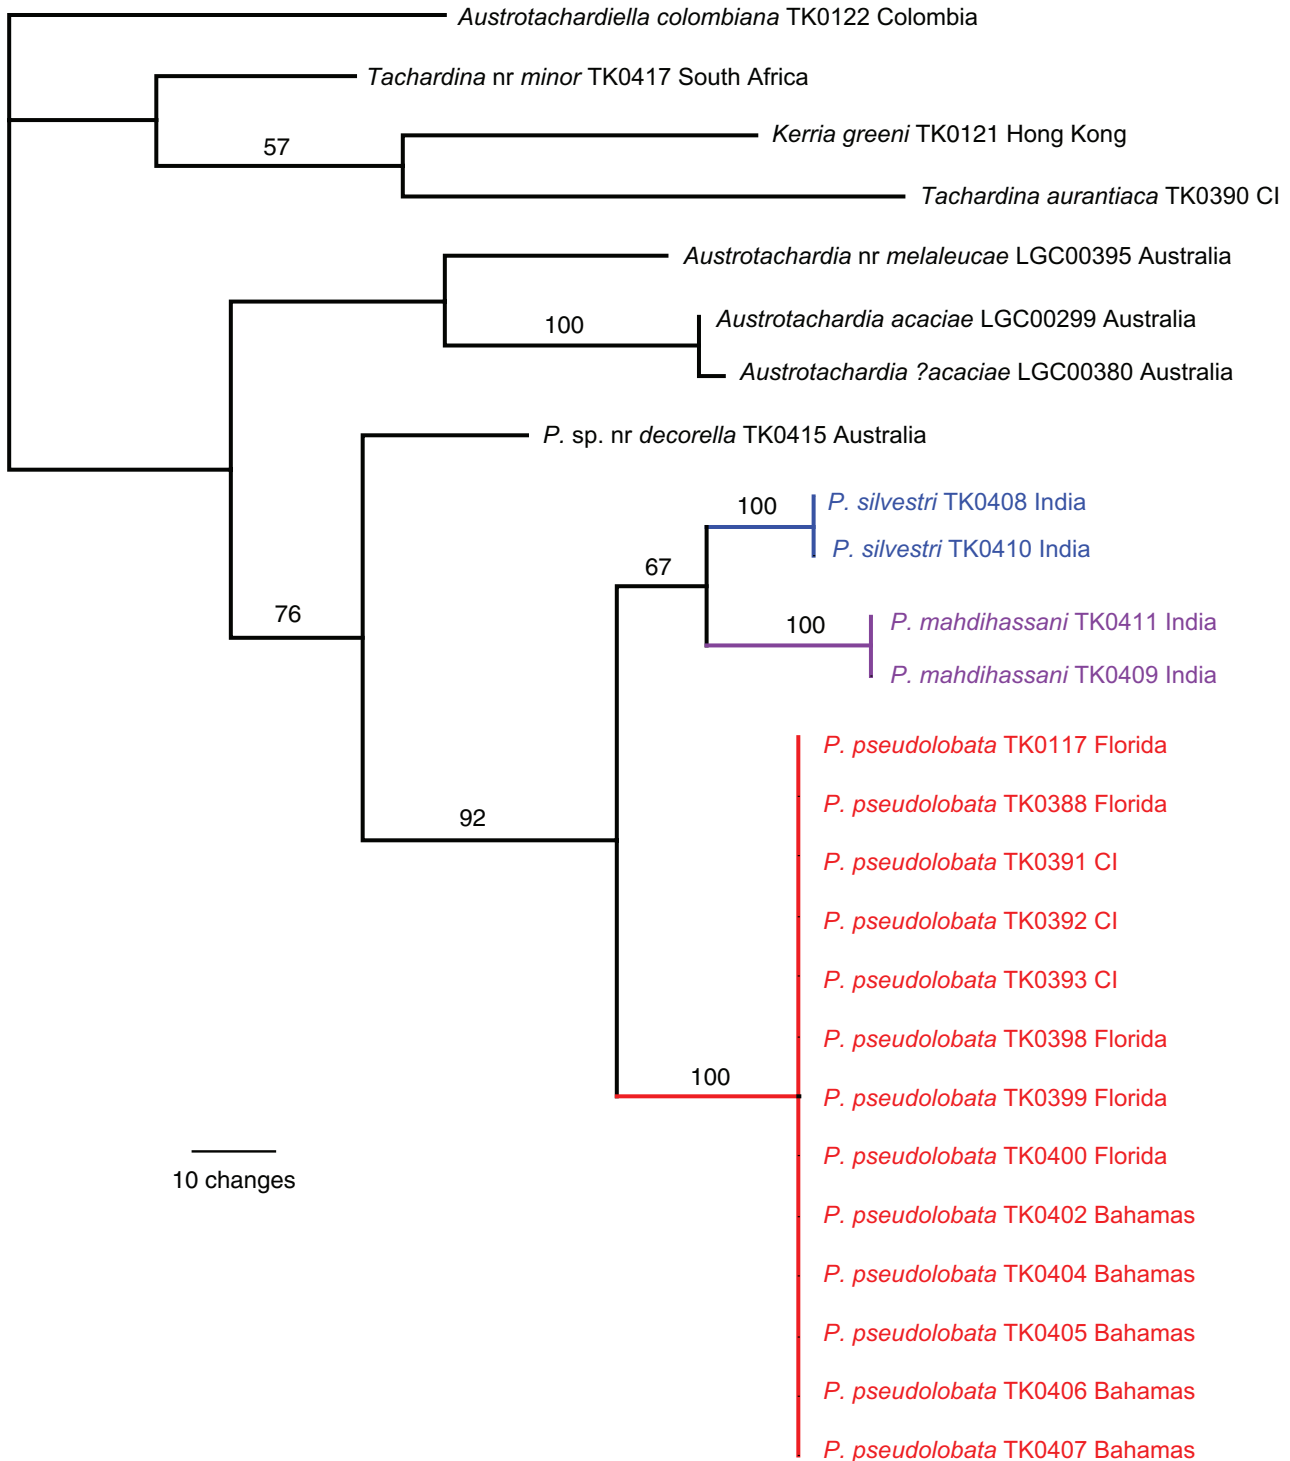 Austrotachardiella colombiana TK0122 Colombia
Tachardina nr minor TK0417 South Africa
Kerria greeni TK0121 Hong Kong
57
Tachardina aurantiaca TK0390 CI
Austrotachardia nr melaleucae LGC00395 Australia
Austrotachardia acaciae LGC00299 Australia
100
Austrotachardia ?acaciae LGC00380 Australia
P. sp. nr decorella TK0415 Australia
P. silvestri TK0408 India
100
P. silvestri TK0410 India
67
76
P. mahdihassani TK0411 India
100
P. mahdihassani TK0409 India
P. pseudolobata TK0117 Florida
P. pseudolobata TK0388 Florida
92
P. pseudolobata TK0391 CI
P. pseudolobata TK0392 CI
P. pseudolobata TK0393 CI
P. pseudolobata TK0398 Florida
100
P. pseudolobata TK0399 Florida
P. pseudolobata TK0400 Florida
10 changes
P. pseudolobata TK0402 Bahamas
P. pseudolobata TK0404 Bahamas
P. pseudolobata TK0405 Bahamas
P. pseudolobata TK0406 Bahamas
P. pseudolobata TK0407 Bahamas